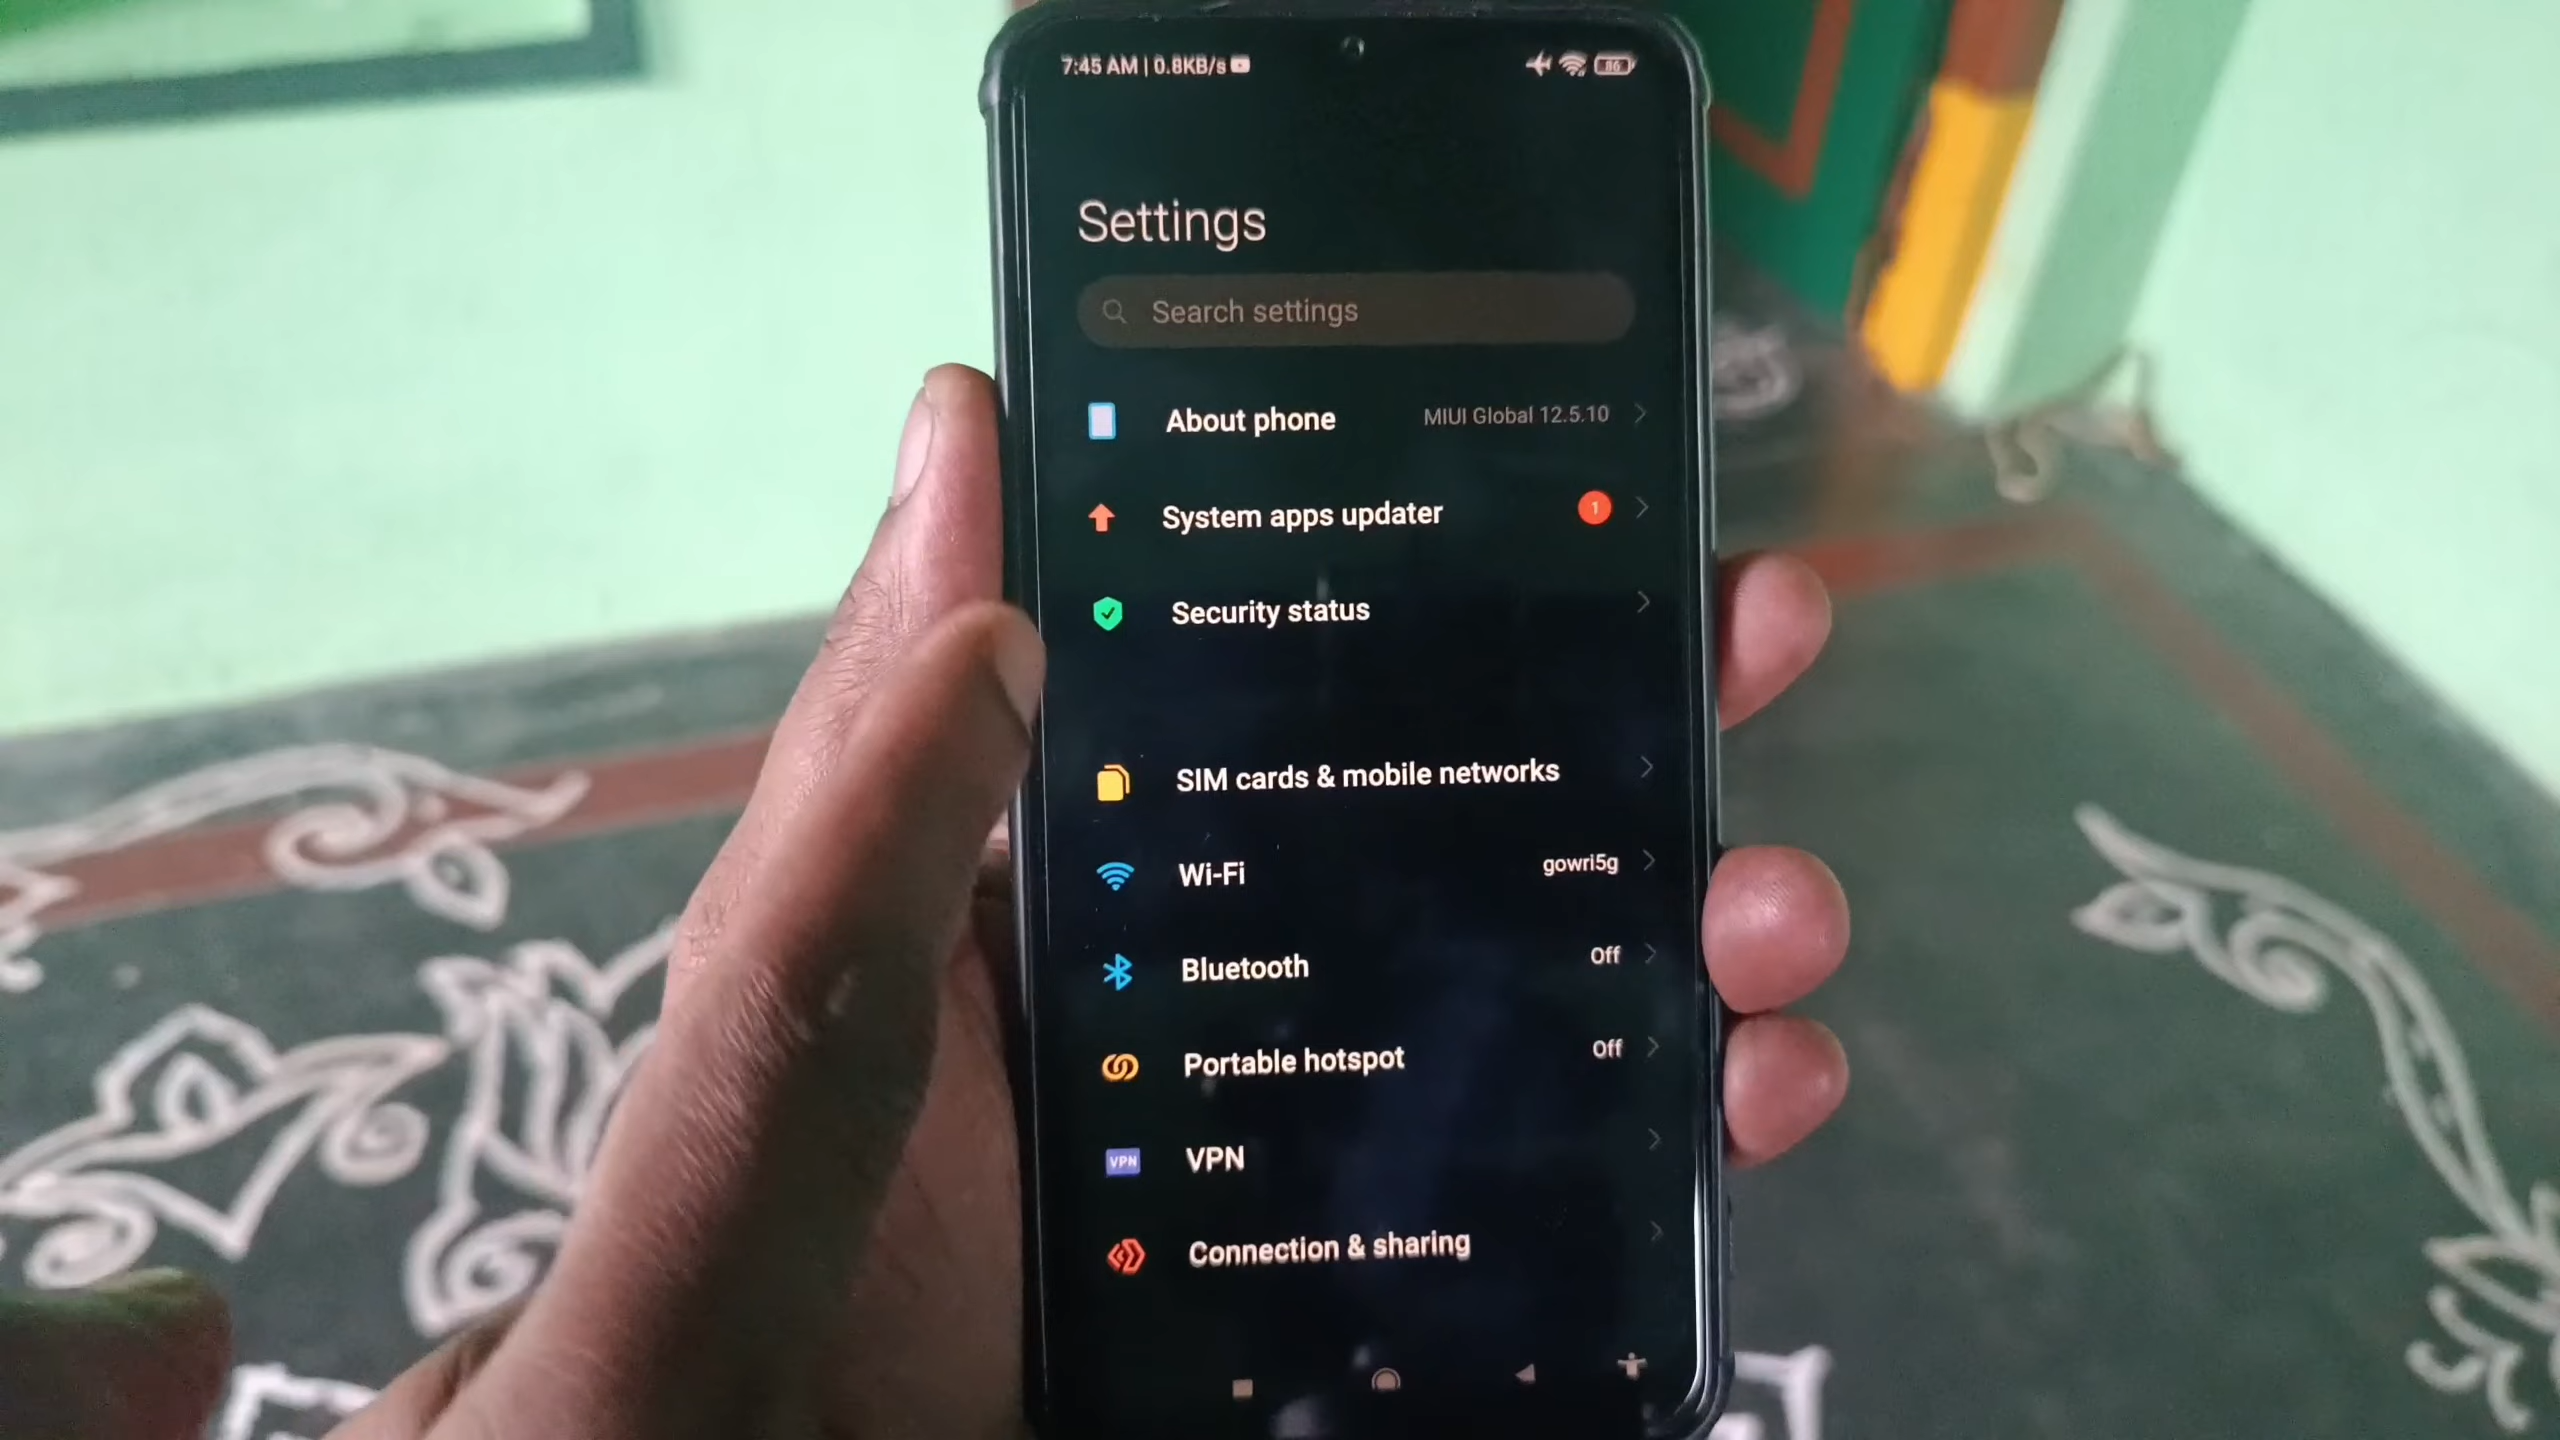 7:45 AM | 0.8KB/s
86
Settings
Search settings
About phone MIUI Global 12.5.10
System apps updater 1
Security status
SIM cards & mobile networks
Wi-Fi gowri5g
Bluetooth Off
Portable hotspot Off
VPN VPN
Connection & sharing